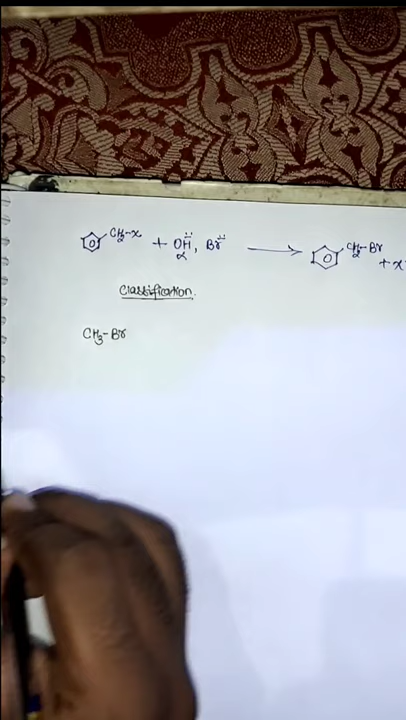 CH2-X + OH, Br → CH2-Br + X
Classification.
CH3-Br